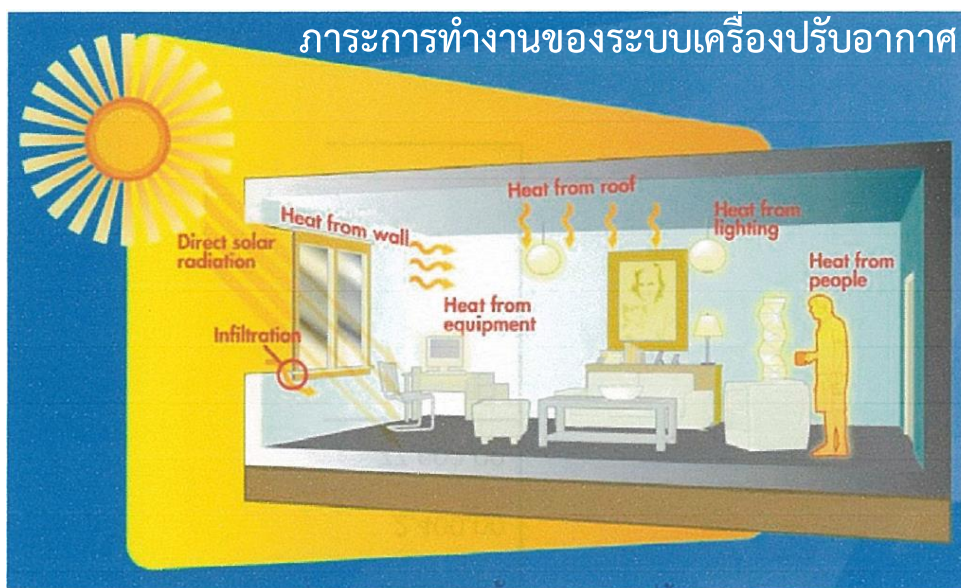 ภาระการทำงานของระบบเครื่องปรับอากาศ
Heat from roof
Heat from wall
Heat from
lighting
Direct solar
radiation
Heat from
people
Heat from
equipment
Infiltration